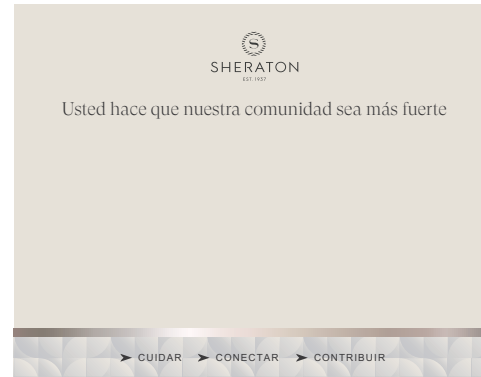 S
SHERATON
EST 1937
Usted hace que nuestra comunidad sea más fuerte
➤ CUIDAR ➤ CONECTAR ➤ CONTRIBUIR